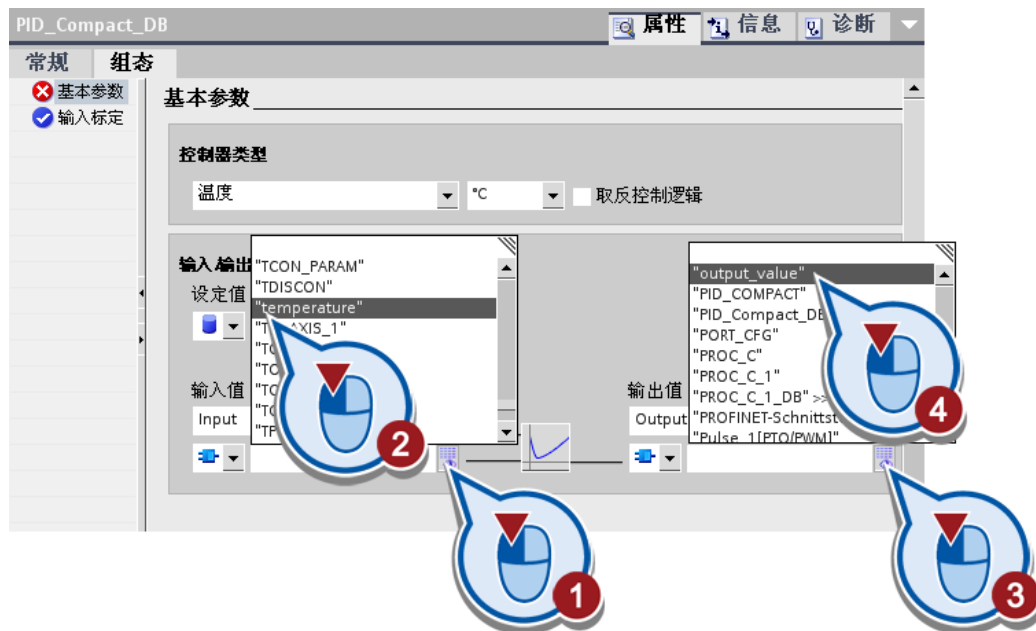 PID_Compact_DB
属性
信息
诊断
常规
组态
基本参数
输入标定
基本参数
控制器类型
温度
°C
取反控制逻辑
输入/输出
设定值
"TCON_PARAM"
"TDISCON"
"temperature"
输入值
Input
2
1
"output_value"
"PID_COMPACT"
"PID_Compact_DB
"PORT_CFG"
"PROC_C"
"PROC_C_1"
"PROC_C_1_DB" >>
"PROFINET-Schnittst
"Pulse_1[PTO/PWM]"
输出值
Output
4
3